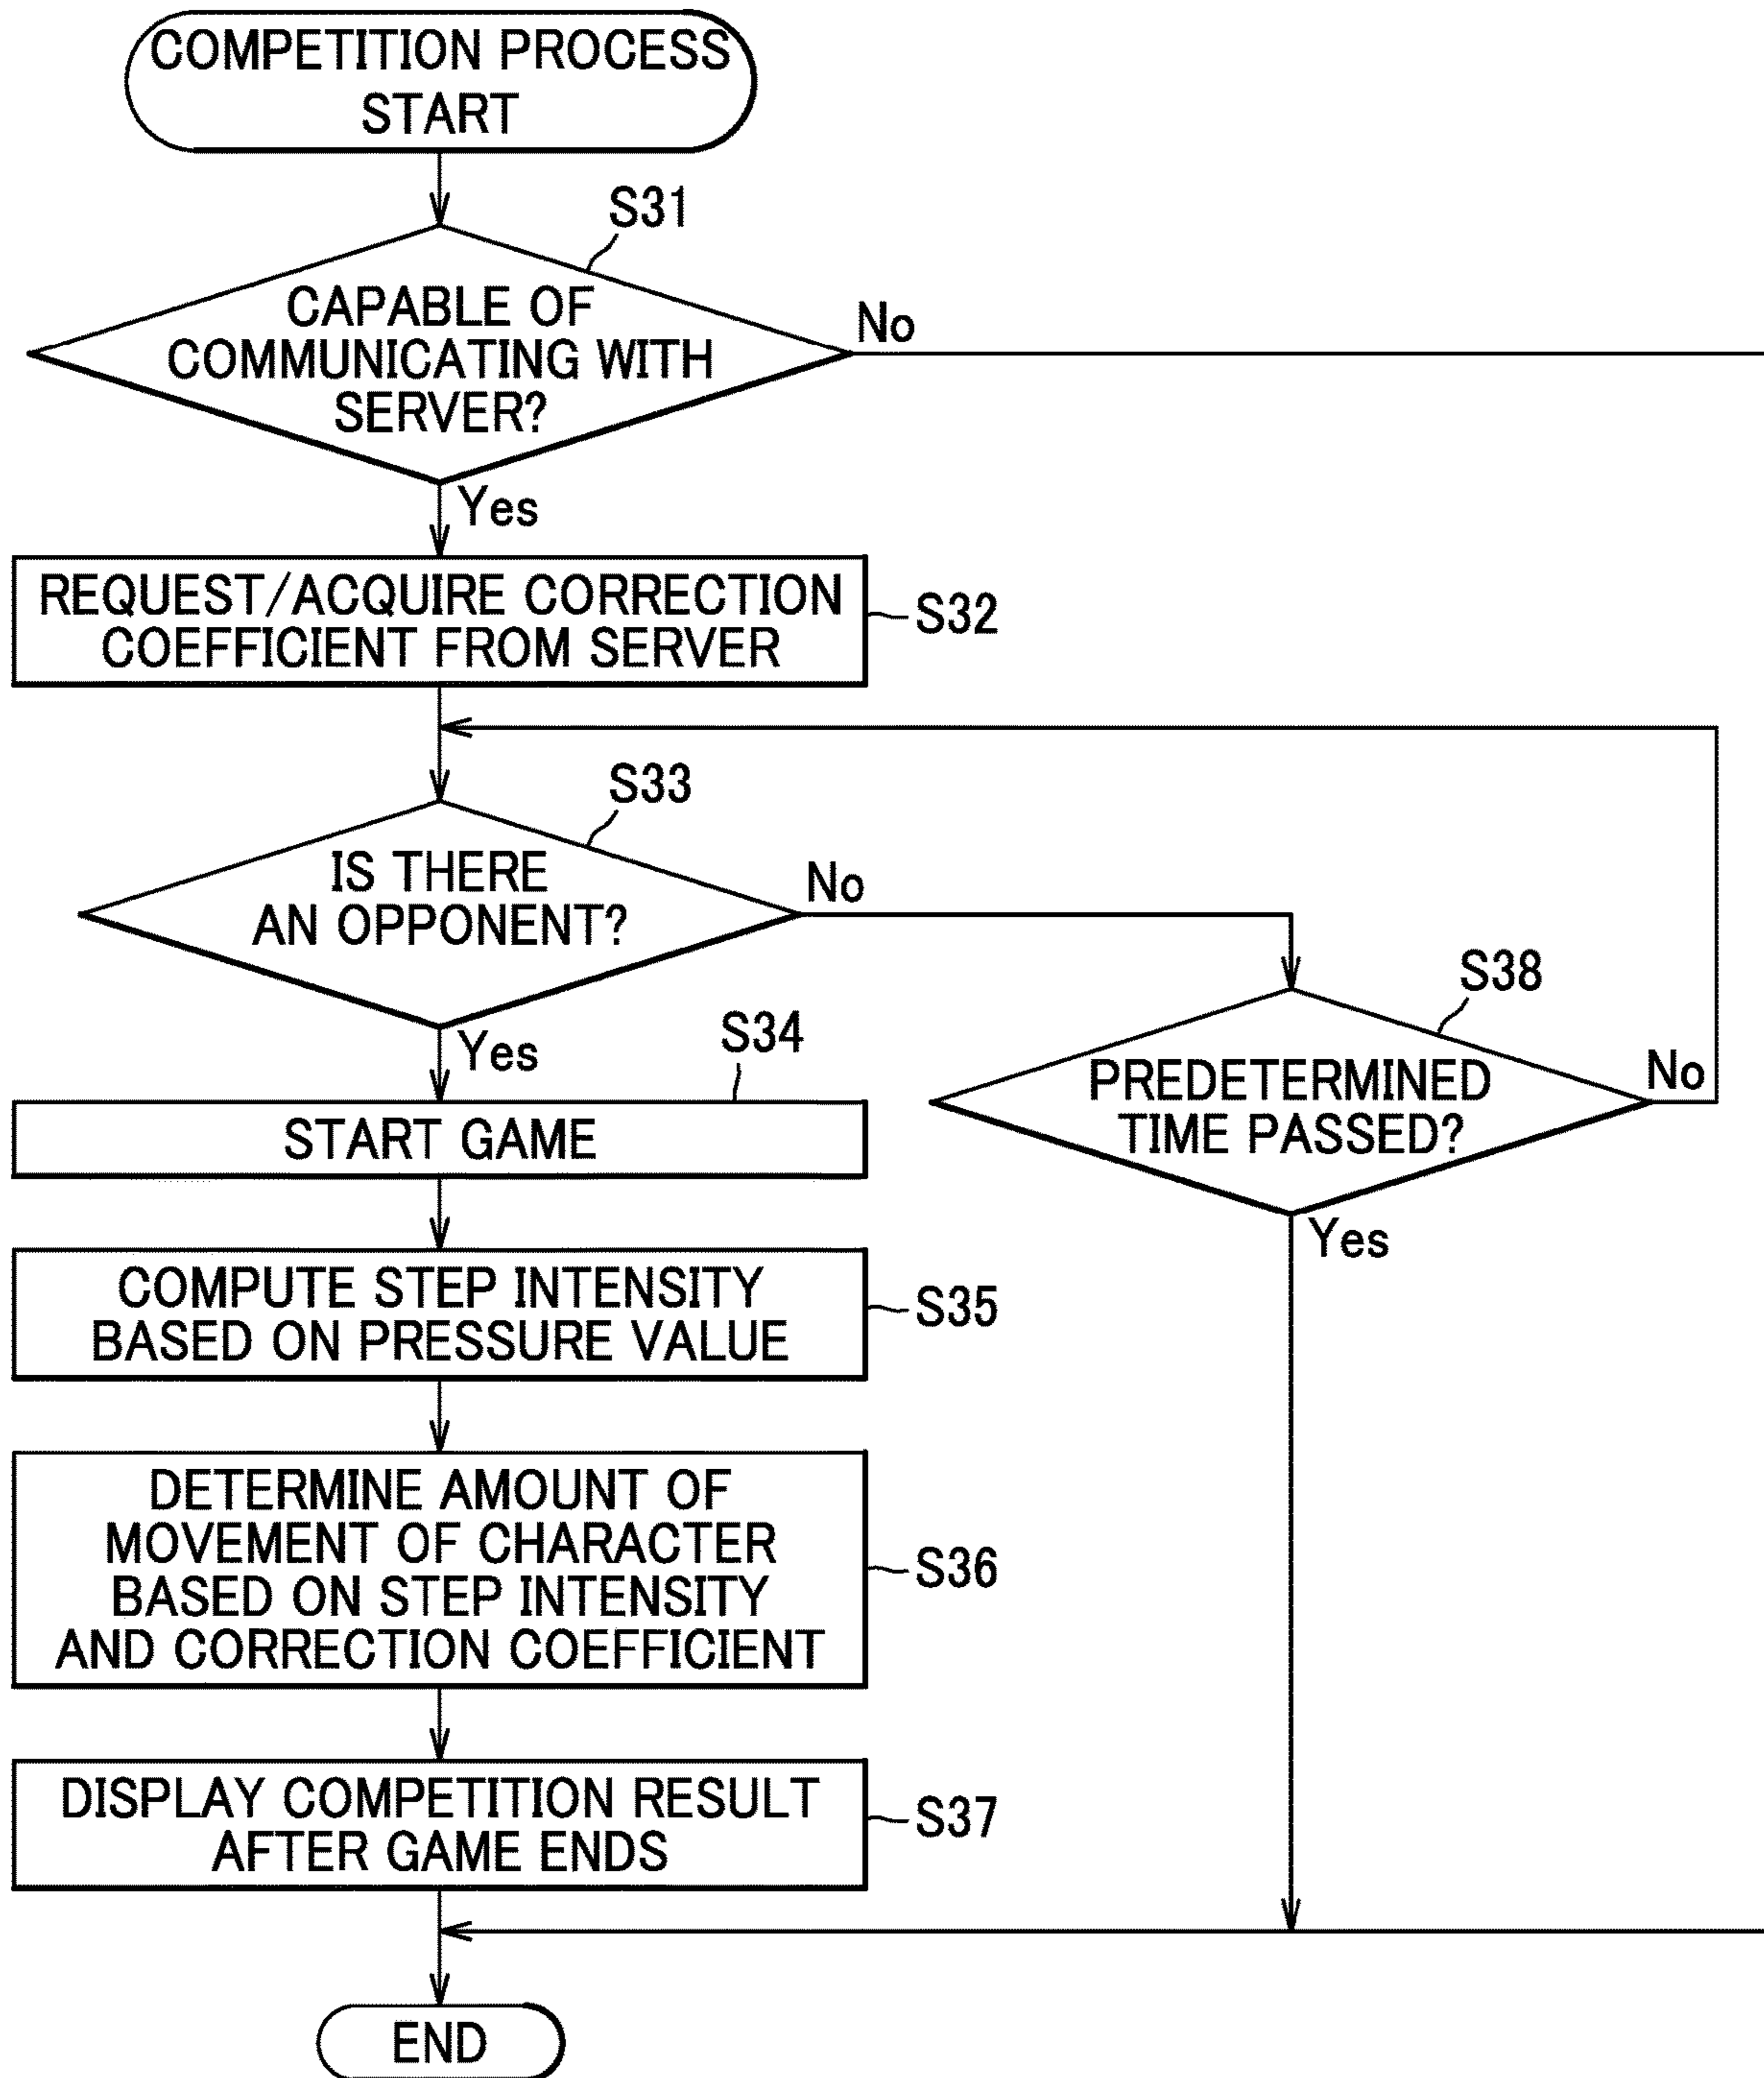 COMPETITION PROCESS
START
S31
CAPABLE OF
COMMUNICATING WITH
SERVER?
No
Yes
REQUEST/ACQUIRE CORRECTION
COEFFICIENT FROM SERVER
S32
S33
IS THERE
AN OPPONENT?
No
Yes
S38
PREDETERMINED
TIME PASSED?
No
Yes
S34
START GAME
COMPUTE STEP INTENSITY
BASED ON PRESSURE VALUE
S35
DETERMINE AMOUNT OF
MOVEMENT OF CHARACTER
BASED ON STEP INTENSITY
AND CORRECTION COEFFICIENT
S36
DISPLAY COMPETITION RESULT
AFTER GAME ENDS
S37
END